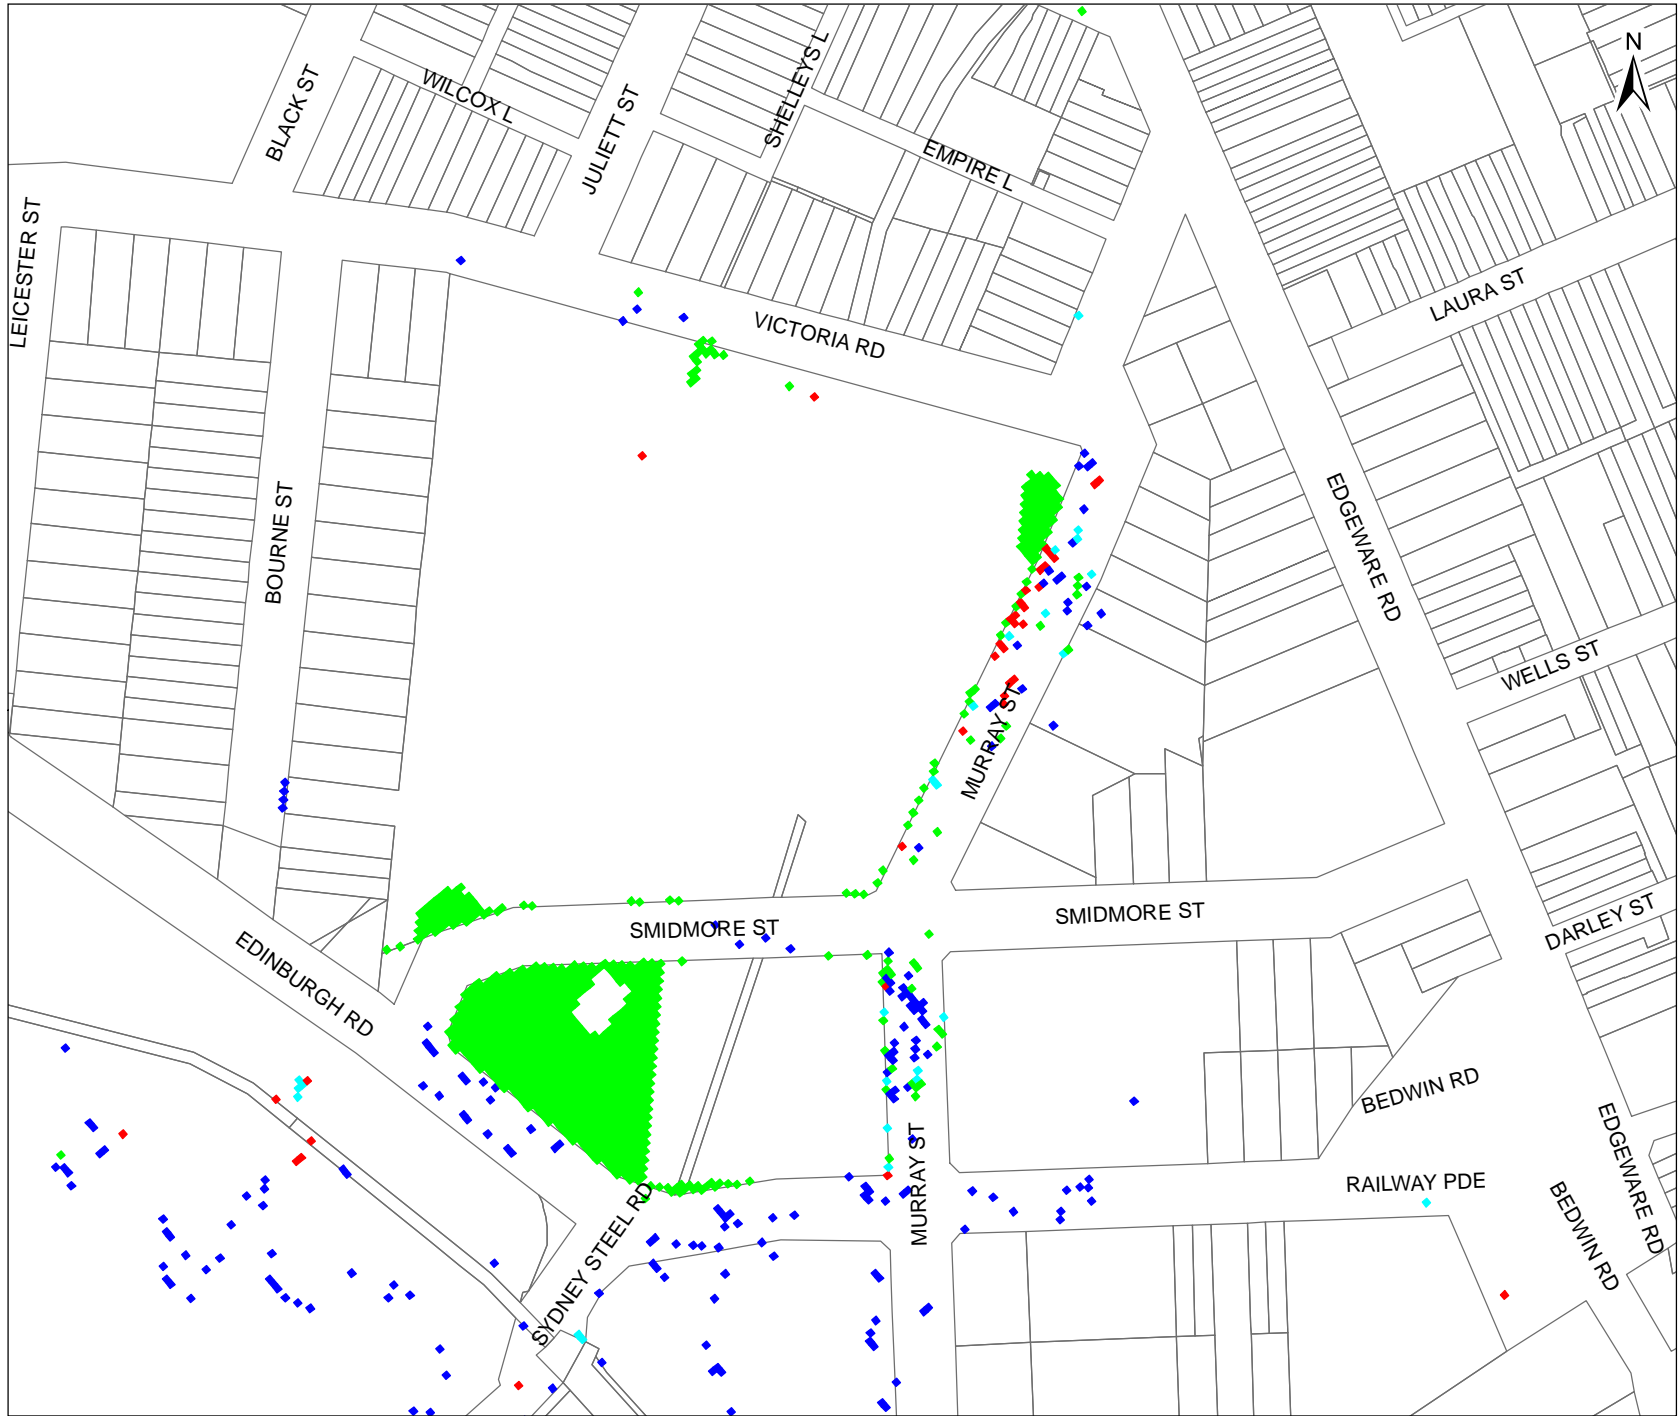 N
BLACK ST
WILCOX L
JULIETT ST
SHELLEYS L
EMPIRE L
LEICESTER ST
LAURA ST
VICTORIA RD
BOURNE ST
EDGEWARE RD
WELLS ST
MURRAY ST
SMIDMORE ST
SMIDMORE ST
DARLEY ST
EDINBURGH RD
BEDWIN RD
EDGEWARE RD
MURRAY ST
RAILWAY PDE
SYDNEY STEEL RD
BEDWIN RD